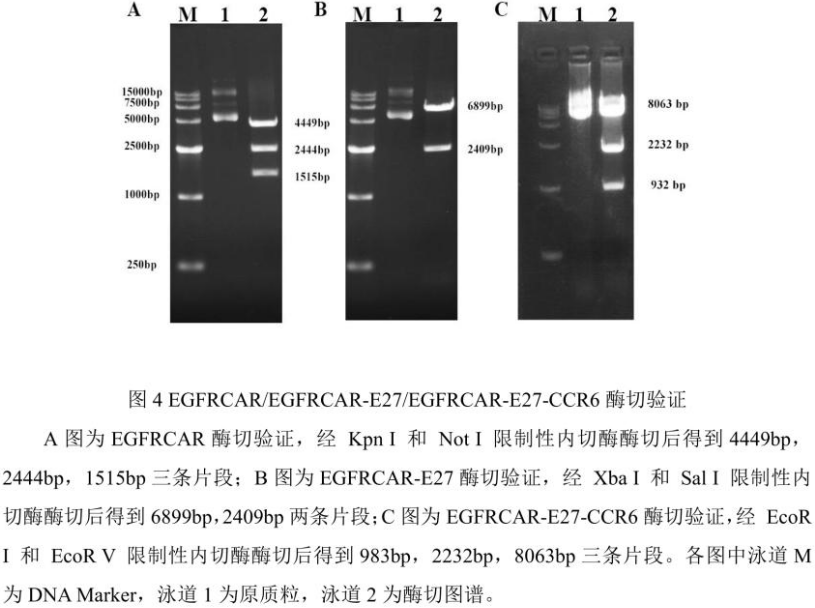 A M 1 2 B M 1 2 C M 1 2
15000bp
7500bp
5000bp
2500bp
1000bp
250bp
4449bp
2444bp
1515bp
6899bp
2409bp
8063 bp
2232 bp
932 bp
图 4 EGFRCAR/EGFRCAR-E27/EGFRCAR-E27-CCR6 酶切验证
A 图为 EGFRCAR 酶切验证，经 Kpn I 和 Not I 限制性内切酶酶切后得到 4449bp，
2444bp，1515bp 三条片段；B 图为 EGFRCAR-E27 酶切验证，经 Xba I 和 Sal I 限制性内
切酶酶切后得到 6899bp,2409bp 两条片段;C 图为 EGFRCAR-E27-CCR6 酶切验证,经 EcoR
I 和 EcoR V 限制性内切酶酶切后得到 983bp，2232bp，8063bp 三条片段。各图中泳道 M
为 DNA Marker，泳道 1 为原质粒，泳道 2 为酶切图谱。